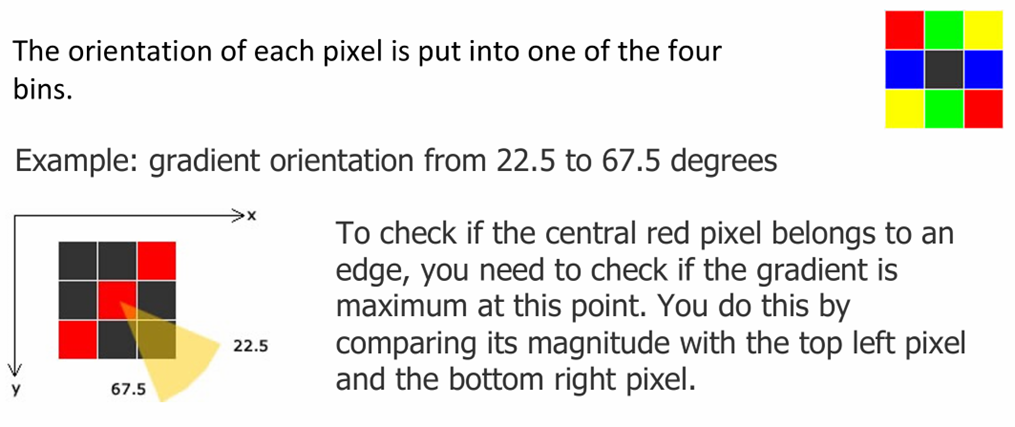 The orientation of each pixel is put into one of the four
bins.
Example: gradient orientation from 22.5 to 67.5 degrees
x
To check if the central red pixel belongs to an
edge, you need to check if the gradient is
maximum at this point. You do this by
comparing its magnitude with the top left pixel
and the bottom right pixel.
22.5
y
67.5